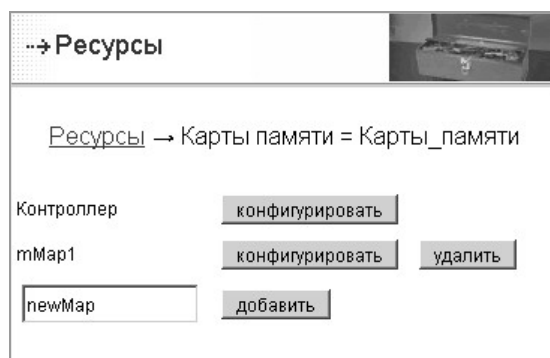 ⇢Ресурсы
Ресурсы → Карты памяти = Карты_памяти
Контроллер конфигурировать
mMap1 конфигурировать удалить
newMap добавить